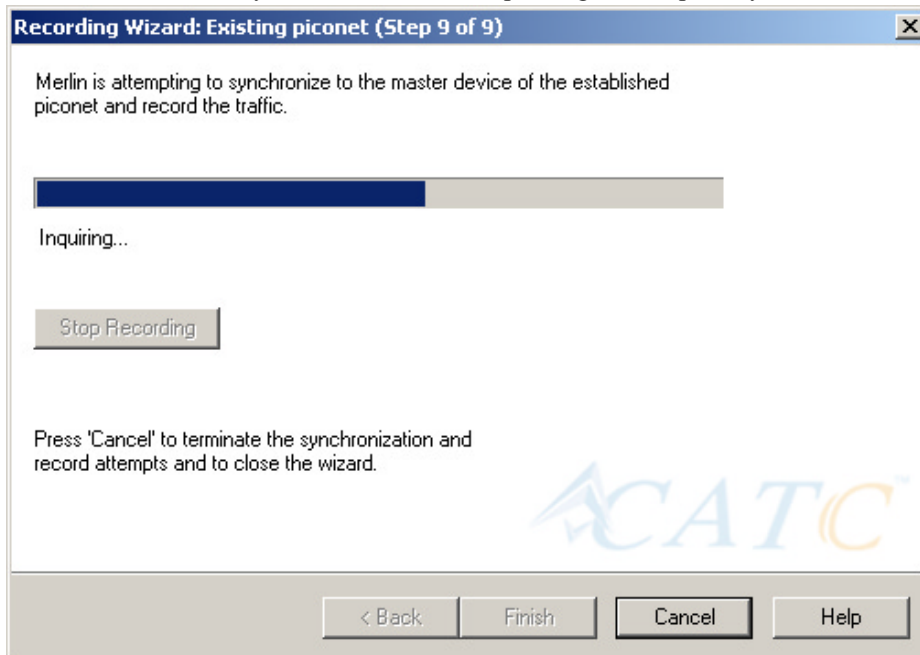 Recording Wizard: Existing piconet (Step 9 of 9)
Merlin is attempting to synchronize to the master device of the established
piconet and record the traffic.
Inquiring...
Stop Recording
Press 'Cancel' to terminate the synchronization and
record attempts and to close the wizard.
CATC
< Back
Finish
Cancel
Help